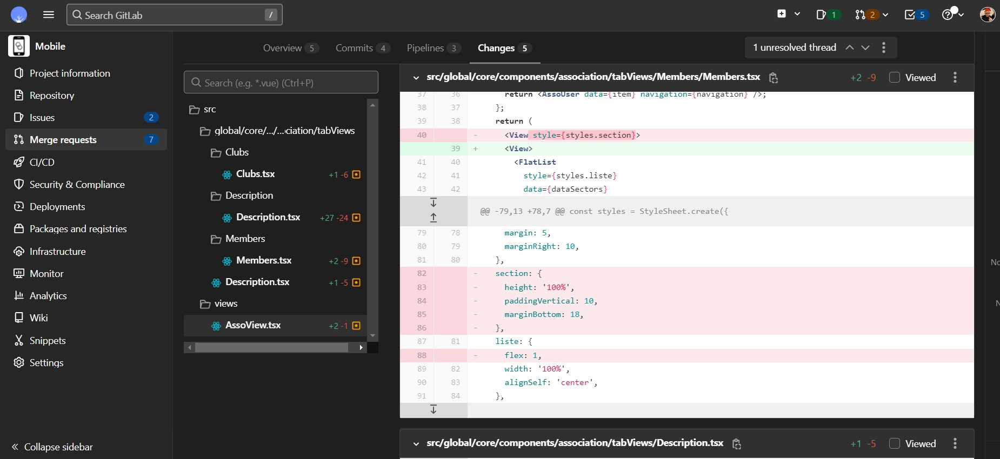 Search GitLab /
1
2
5
Mobile
Project information
Repository
Issues 2
Merge requests 7
CI/CD
Security & Compliance
Deployments
Packages and registries
Infrastructure
Monitor
Analytics
Wiki
Snippets
Settings
Collapse sidebar
Overview 5 Commits 4 Pipelines 3 Changes 5
1 unresolved thread
Search (e.g. *.vue) (Ctrl+P)
src
global/core/.../...ciation/tabViews
Clubs
Clubs.tsx +1 -6
Description
Description.tsx +27 -24
Members
Members.tsx +2 -9
Description.tsx +1 -5
views
AssoView.tsx +2 -1
src/global/core/components/association/tabViews/Members/Members.tsx +2 -9 Viewed
37 36 return <AssoUser data={item} navigation={navigation} />;
38 37 };
39 38 return (
40 - <View style={styles.section}>
39 + <View>
41 40 <FlatList
42 41 style={styles.liste}
43 42 data={dataSectors}
@@ -79,13 +78,7 @@ const styles = StyleSheet.create({
79 78 margin: 5,
80 79 marginRight: 10,
81 80 },
82 - section: {
83 - height: '100%',
84 - paddingVertical: 10,
85 - marginBottom: 18,
86 - },
87 81 liste: {
88 - flex: 1,
89 82 width: '100%',
90 83 alignSelf: 'center',
91 84 },
src/global/core/components/association/tabViews/Description.tsx +1 -5 Viewed
No